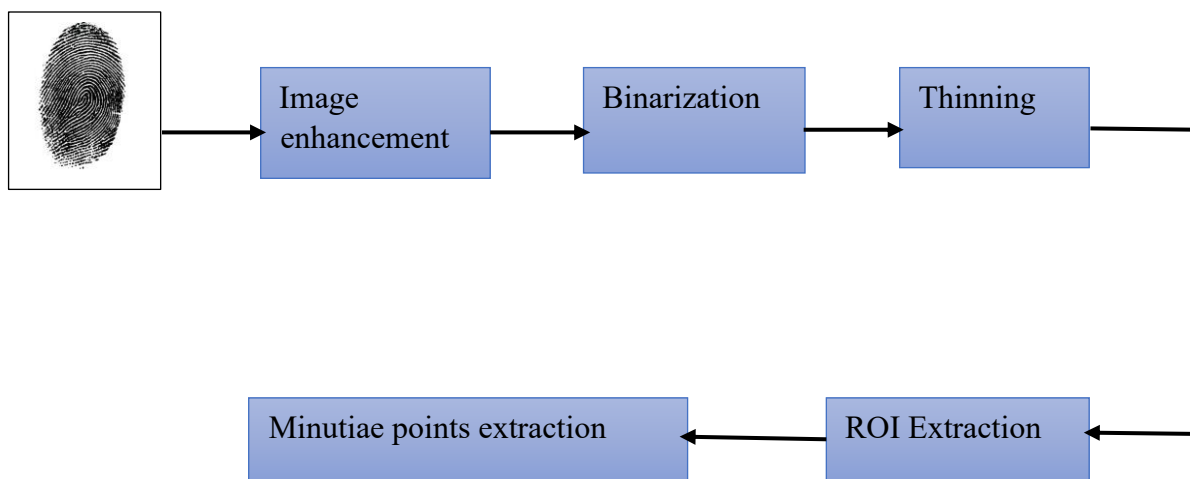 Image
enhancement
Binarization
Thinning
Minutiae points extraction
ROI Extraction